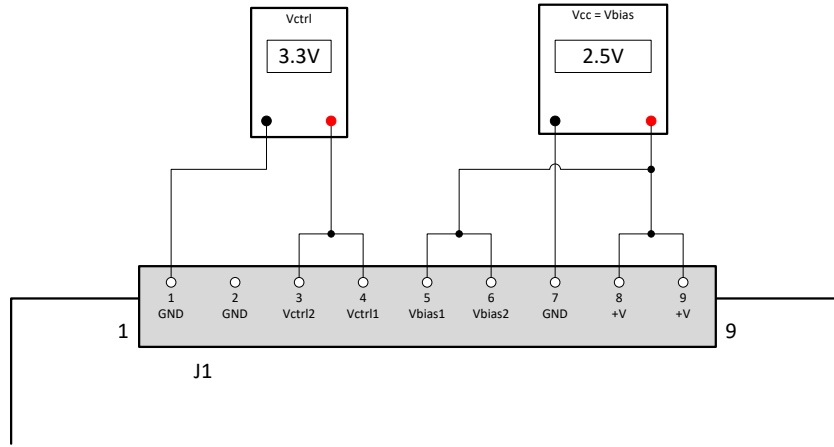 Vctrl
3.3V
Vcc = Vbias
2.5V
1 2 3 4 5 6 7 8 9
GND GND Vctrl2 Vctrl1 Vbias1 Vbias2 GND +V +V
1
9
J1